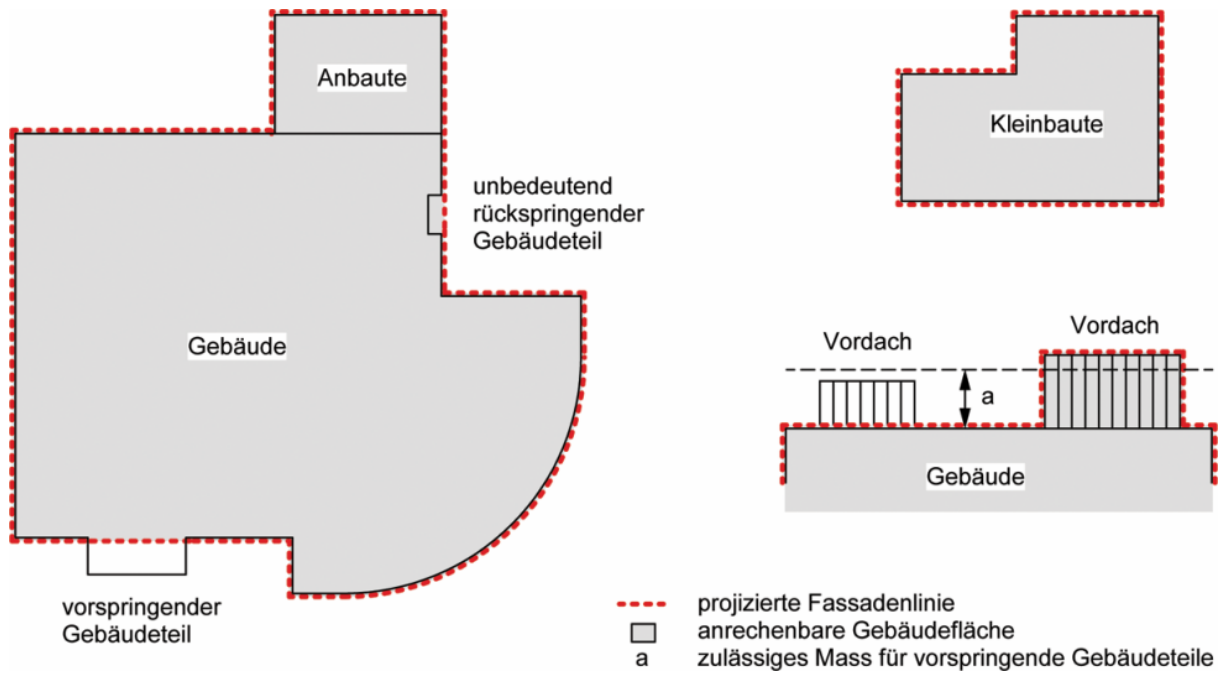 Anbaute
Kleinbaute
unbedeutend
rückspringender
Gebäudeteil
Gebäude
Vordach
Vordach
a
Gebäude
vorspringender
Gebäudeteil
projizierte Fassadenlinie
anrechenbare Gebäudefläche
a zulässiges Mass für vorspringende Gebäudeteile